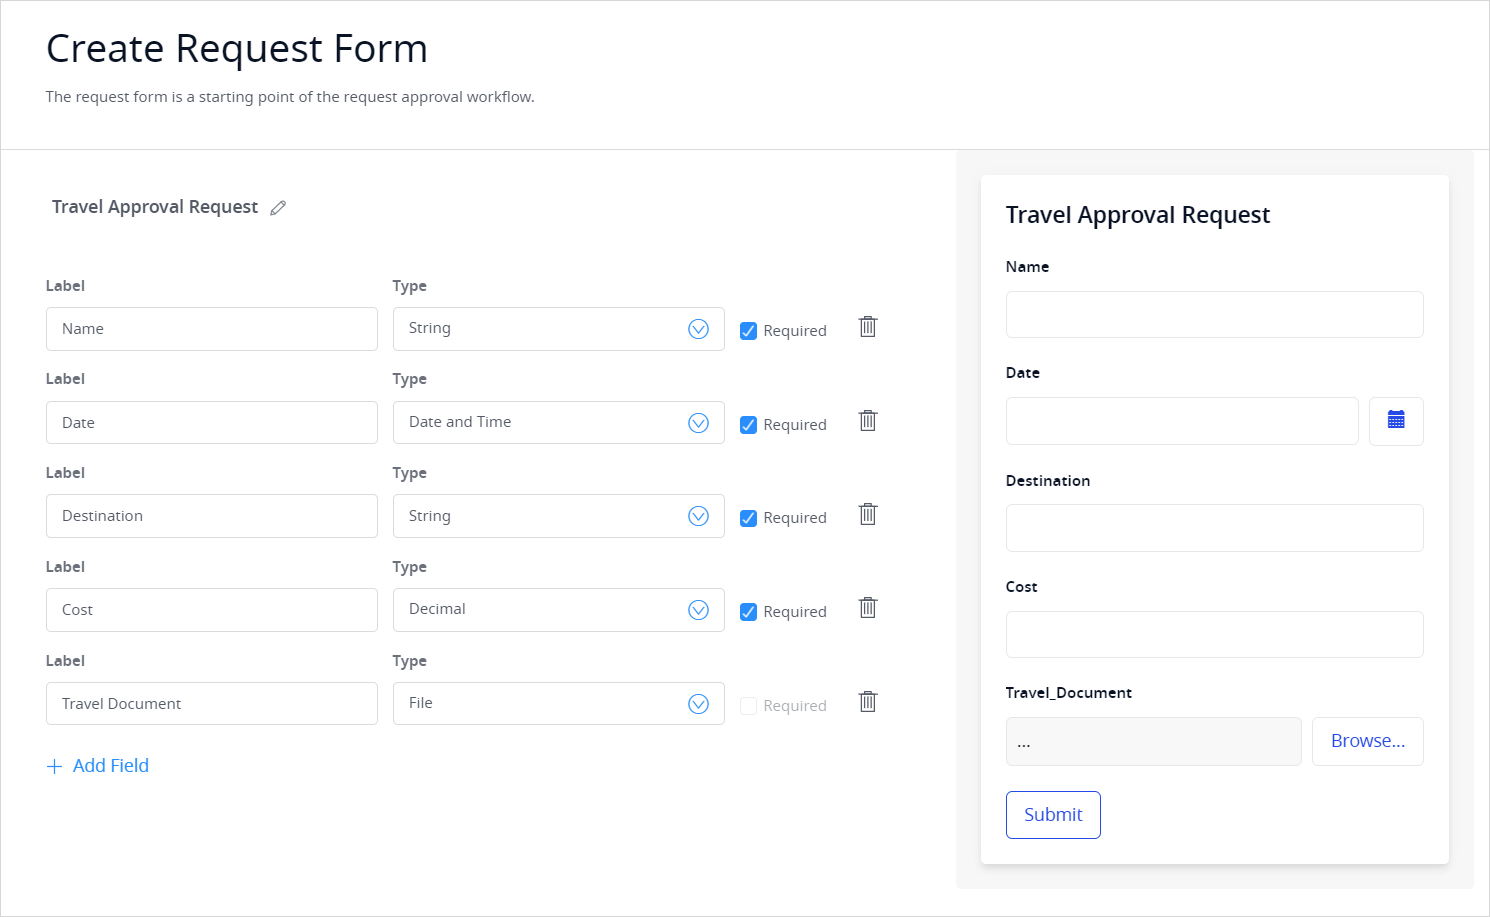 Create Request Form
The request form is a starting point of the request approval workflow.
Travel Approval Request
Label Type
Name String Required
Label Type
Date Date and Time Required
Label Type
Destination String Required
Label Type
Cost Decimal Required
Label Type
Travel Document File Required
Add Field
Travel Approval Request
Name
Date
Destination
Cost
Travel_Document
... Browse...
Submit